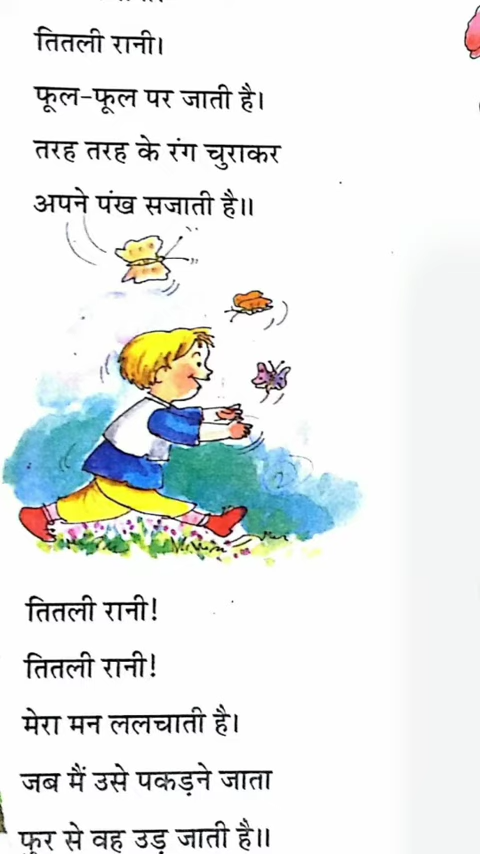 तितली रानी।
फूल-फूल पर जाती है।
तरह तरह के रंग चुराकर
अपने पंख सजाती है॥
तितली रानी!
तितली रानी!
मेरा मन ललचाती है।
जब मैं उसे पकड़ने जाता
फूर से वह उड़ जाती है॥